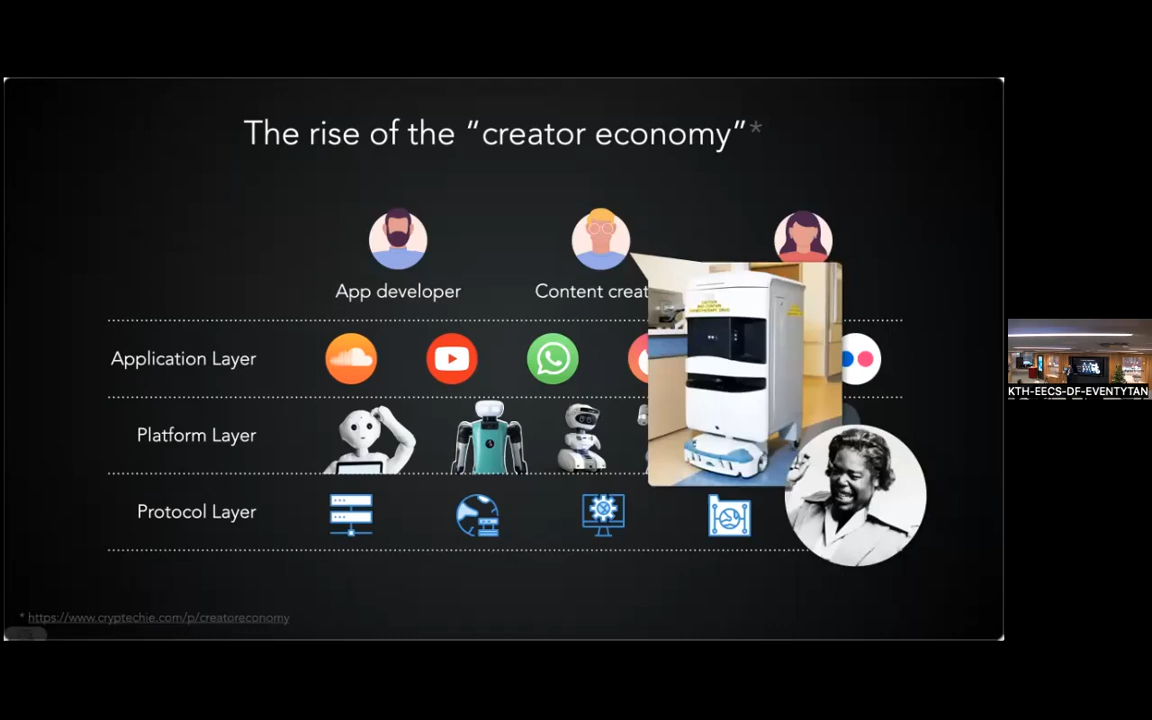 The rise of the “creator economy”*
App developer
Content creat
Application Layer
Platform Layer
Protocol Layer
* https://www.cryptechie.com/p/creatoreconomy
KTH-EECS-DF-EVENTYTAN
CAUTION